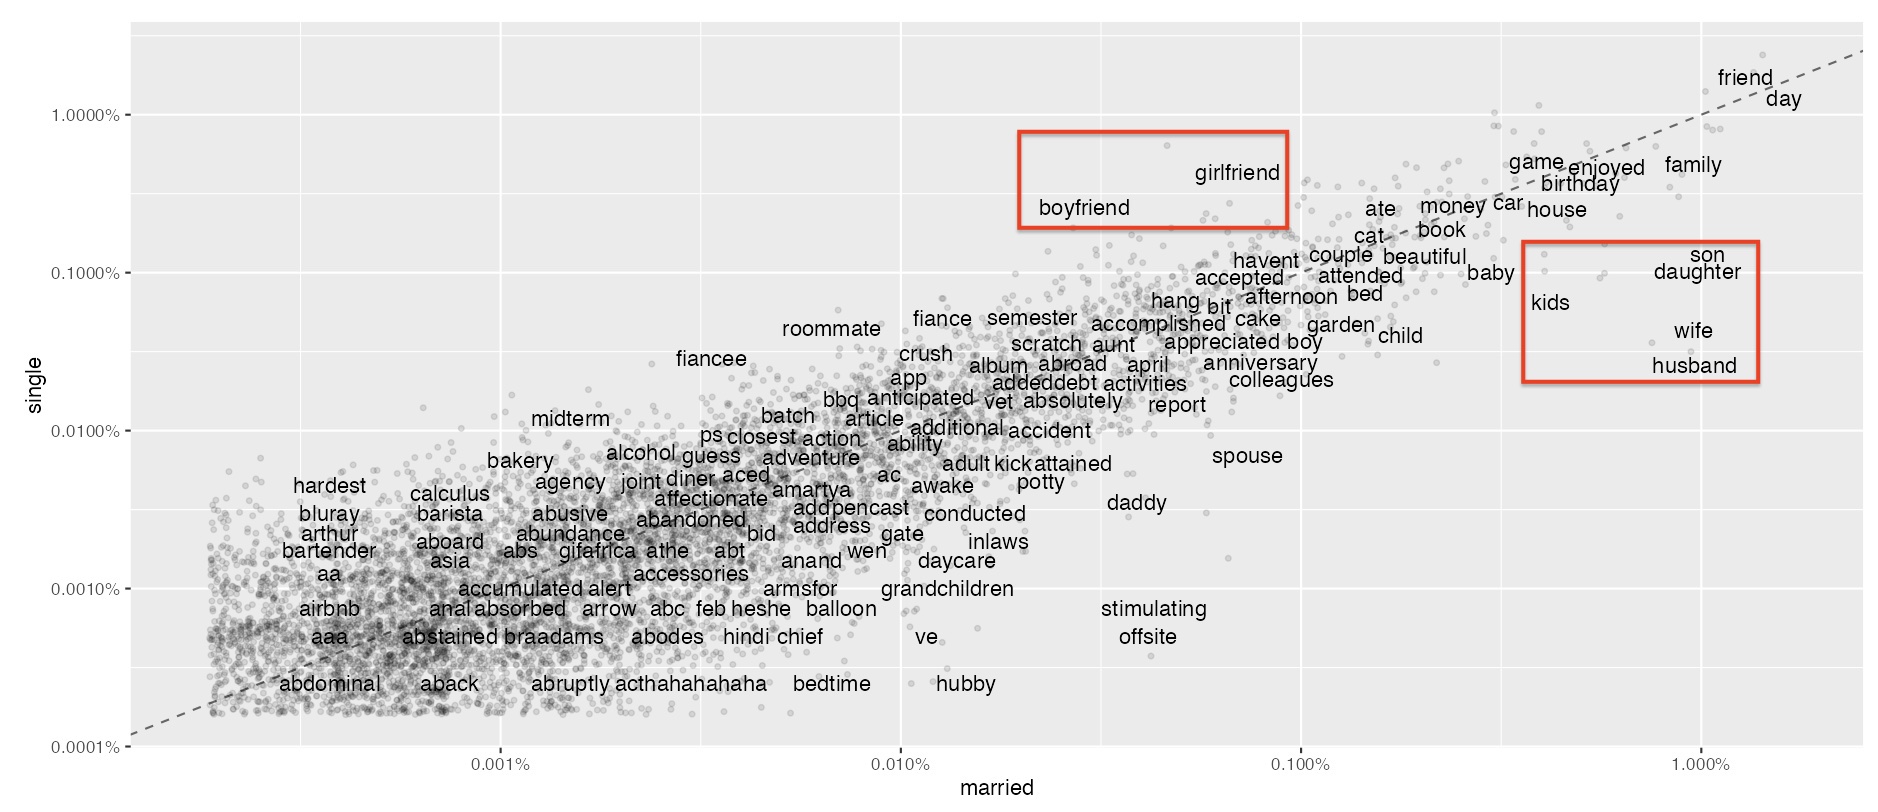 friend
day
1.0000%
girlfriend
boyfriend
game enjoyed family
birthday
ate money car house
cat book
havent couple beautiful son
0.1000% accepted attended baby daughter
hang bit afternoon bed kids
roommate fiance semester accomplished cake garden child wife
fiancee crush scratch aunt appreciated boy
album abroad april anniversary husband
app addeddebt activities colleagues
single
midterm bbq anticipated vet absolutely report
batch article
0.0100% ps closest action additional accident
ability
bakery alcohol guess adventure adult kick attained spouse
hardest agency joint diner aced ac awake potty
calculus affectionate amartya daddy
bluray barista abusive addpencast conducted
arthur aboard abundance abandoned bid address gate inlaws
bartender abs gifafrica athe abt wen
aa asia accessories anand daycare
0.0010% accumulated alert armsfor grandchildren
airbnb anal absorbed arrow abc feb heshe balloon stimulating
aaa abstained braadams abodes hindi chief ve offsite
abdominal aback abruptly acthahahahaha bedtime hubby
0.0001%
0.001% 0.010% 0.100% 1.000%
married